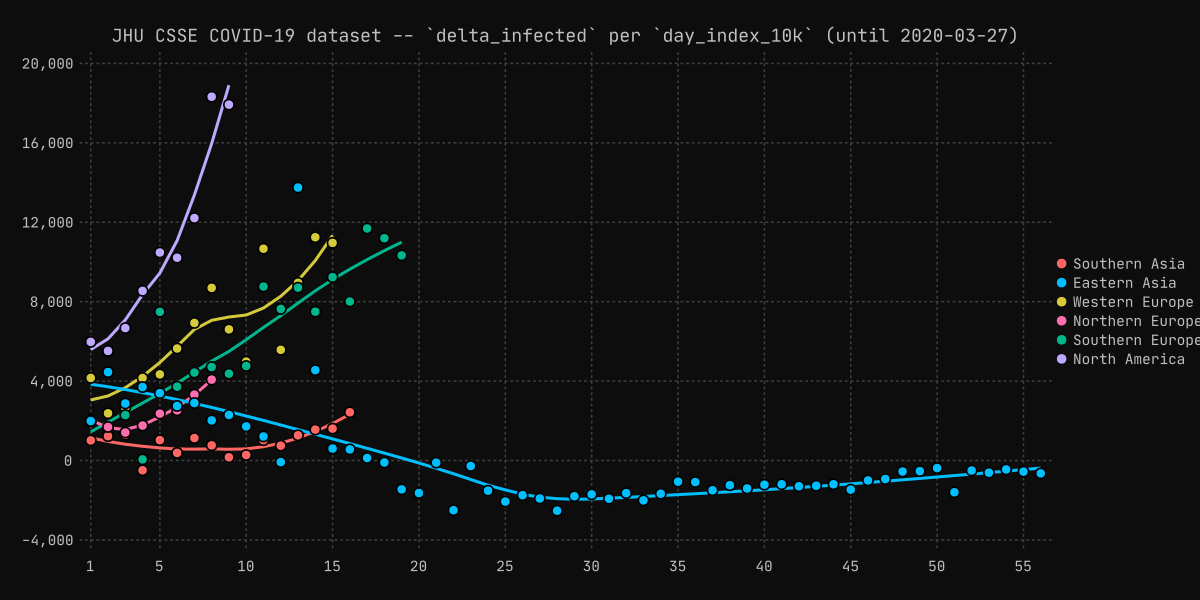 JHU CSSE COVID-19 dataset -- `delta_infected` per `day_index_10k` (until 2020-03-27)
20,000
16,000
12,000
8,000
4,000
0
-4,000
1 5 10 15 20 25 30 35 40 45 50 55
Southern Asia
Eastern Asia
Western Europe
Northern Europe
Southern Europe
North America